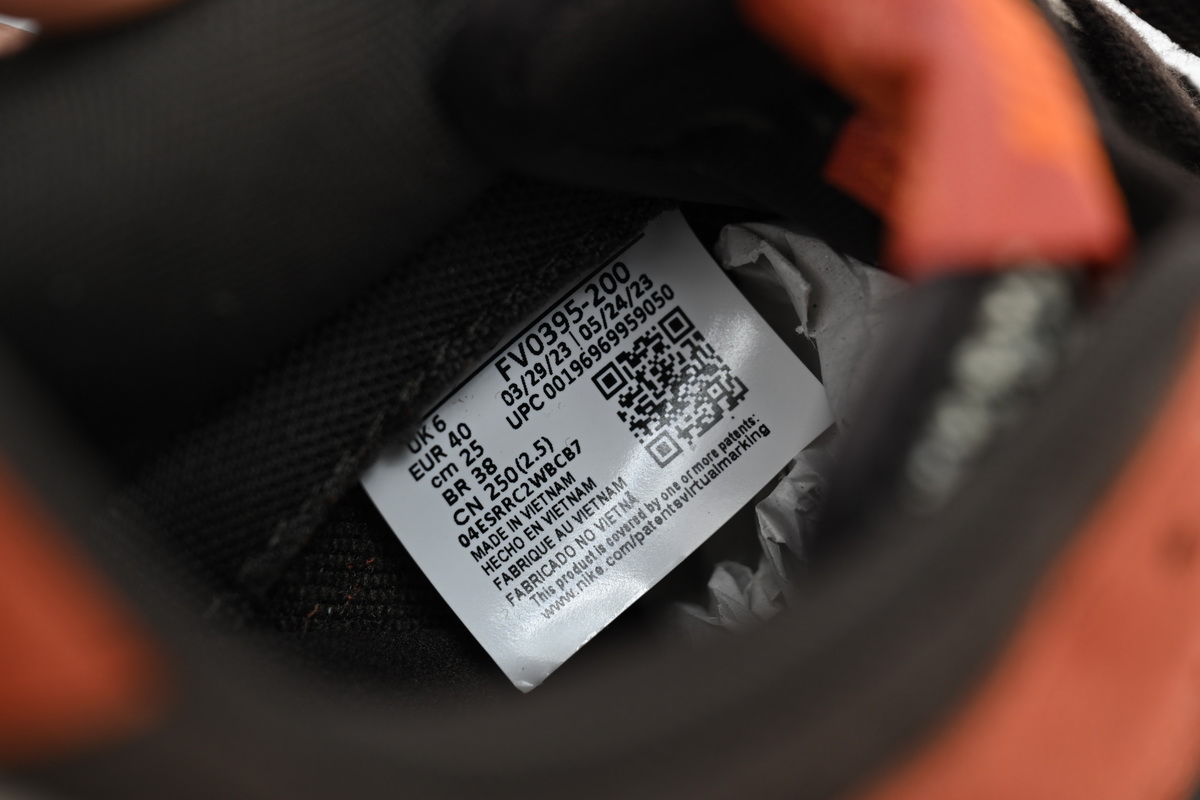 FV0395-200
03/29/23 | 05/24/23
UPC 00196969959050
UK 6
EUR 40
cm 25
BR 38
CN 250(2.5)
04ESRRC2WBCB7
MADE IN VIETNAM
HECHO EN VIETNAM
FABRIQUE AU VIETNAM
FABRICADO NO VIETNÃ
This product is covered by one or more patents:
www.nike.com/patentsvirtualmarking